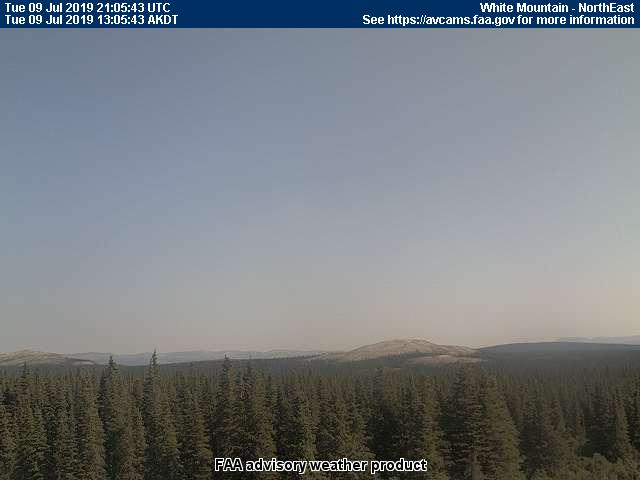 Tue 09 Jul 2019 21:05:43 UTC
White Mountain - NorthEast
Tue 09 Jul 2019 13:05:43 AKDT
See https://avcams.faa.gov for more information
FAA advisory weather product